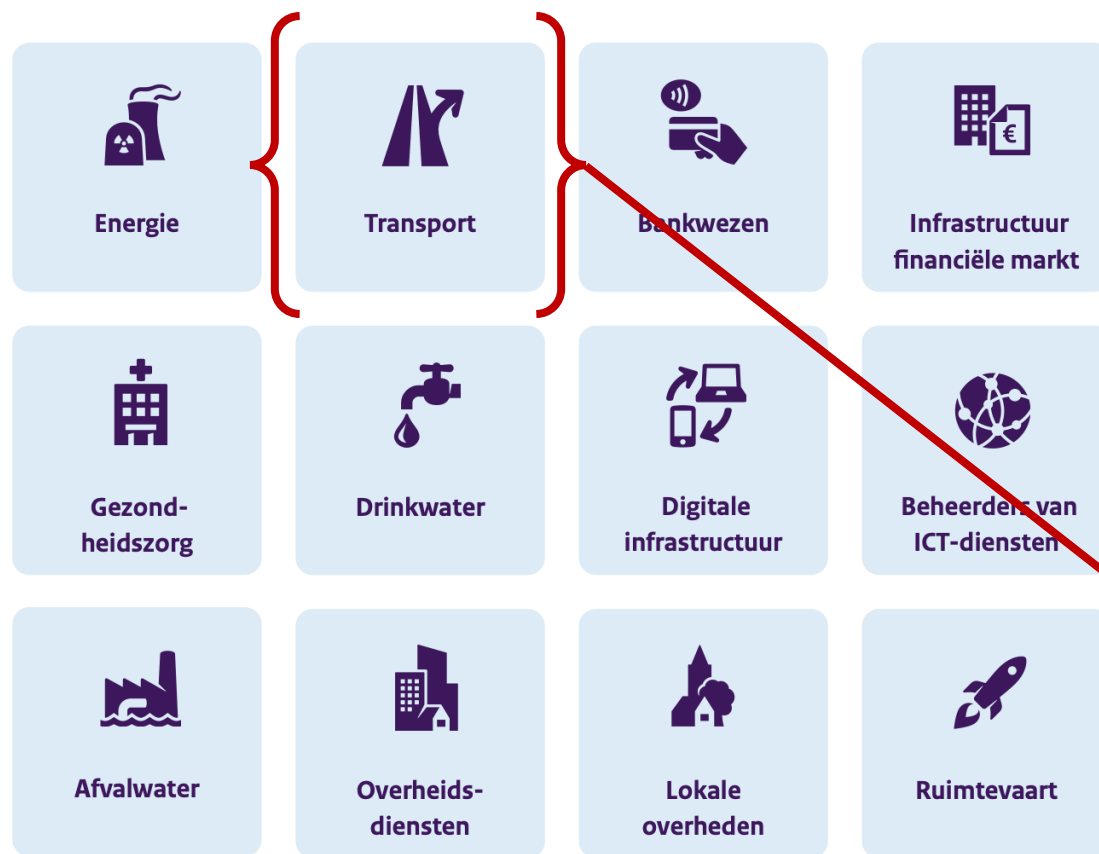 Energie
Transport
Bankwezen
Infrastructuur
financiële markt
€
Gezond-
heidszorg
Drinkwater
Digitale
infrastructuur
Beheerders van
ICT-diensten
Afvalwater
Overheids-
diensten
Lokale
overheden
Ruimtevaart